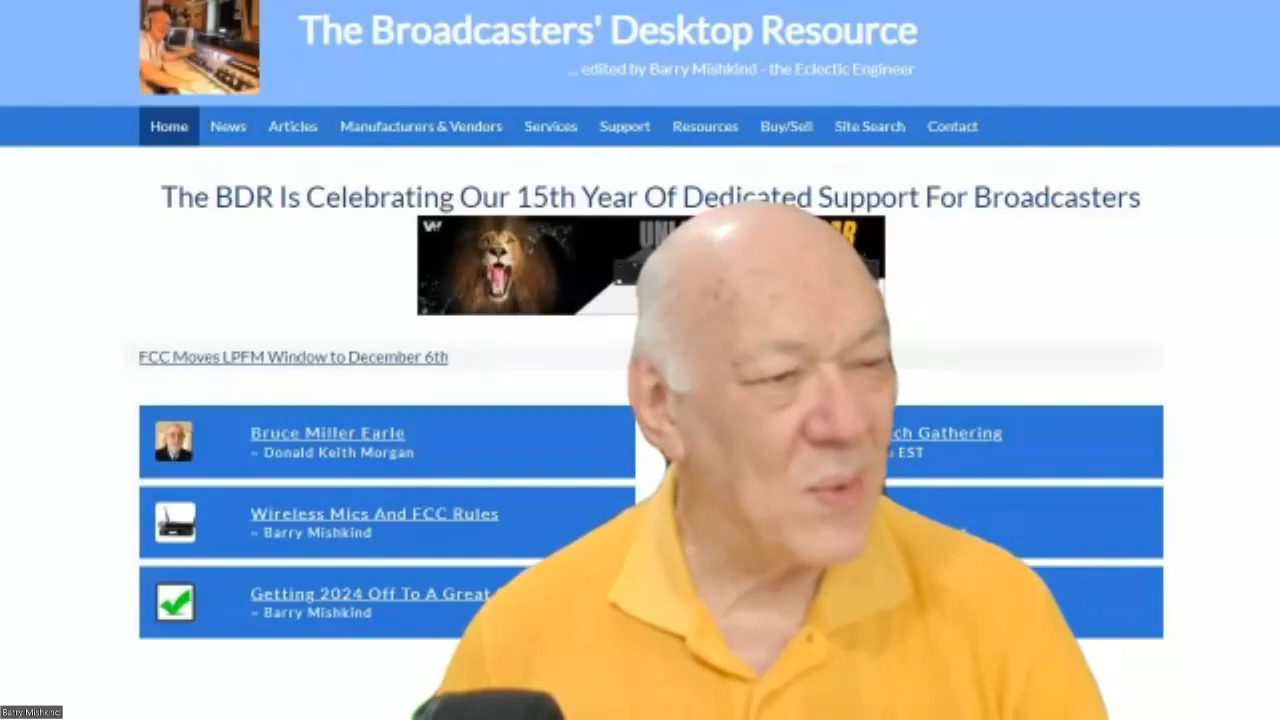 The Broadcasters' Desktop Resource
... edited by Barry Mishkind - the Eclectic Engineer
Home News Articles Manufacturers & Vendors Services Support Resources Buy/Sell Site Search Contact
The BDR Is Celebrating Our 15th Year Of Dedicated Support For Broadcasters
FCC Moves LPFM Window to December 6th
Bruce Miller Earle
~ Donald Keith Morgan
Gathering
EST
Wireless Mics And FCC Rules
~ Barry Mishkind
Getting 2024 Off To A Great
~ Barry Mishkind
Barry Mishkind